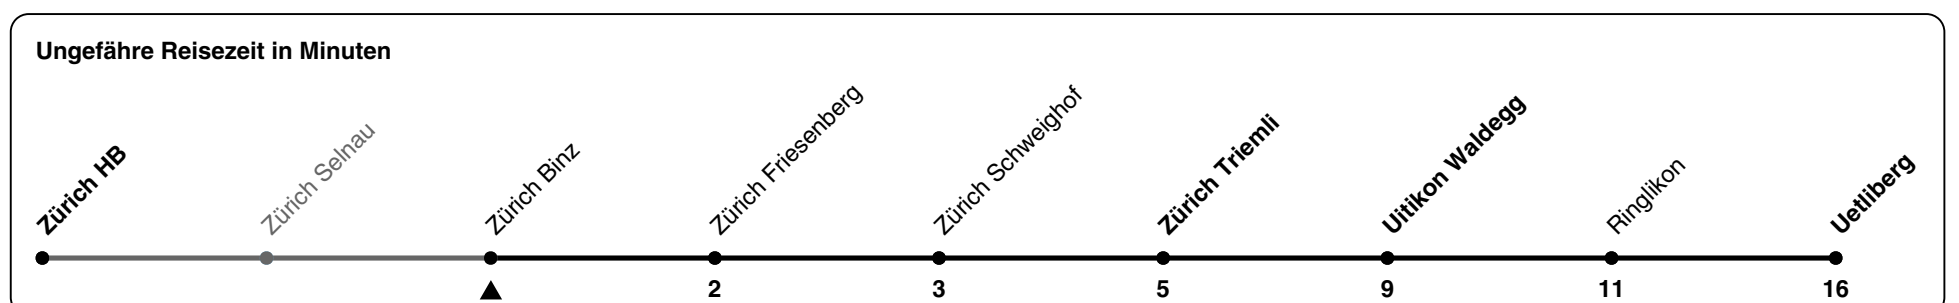 Ungefähre Reisezeit in Minuten
Zürich HB
Zürich Selnau
Zürich Binz
Zürich Friesenberg
Zürich Schweighof
Zürich Triemli
Uitikon Waldegg
Ringlikon
Uetliberg
2 3 5 9 11 16